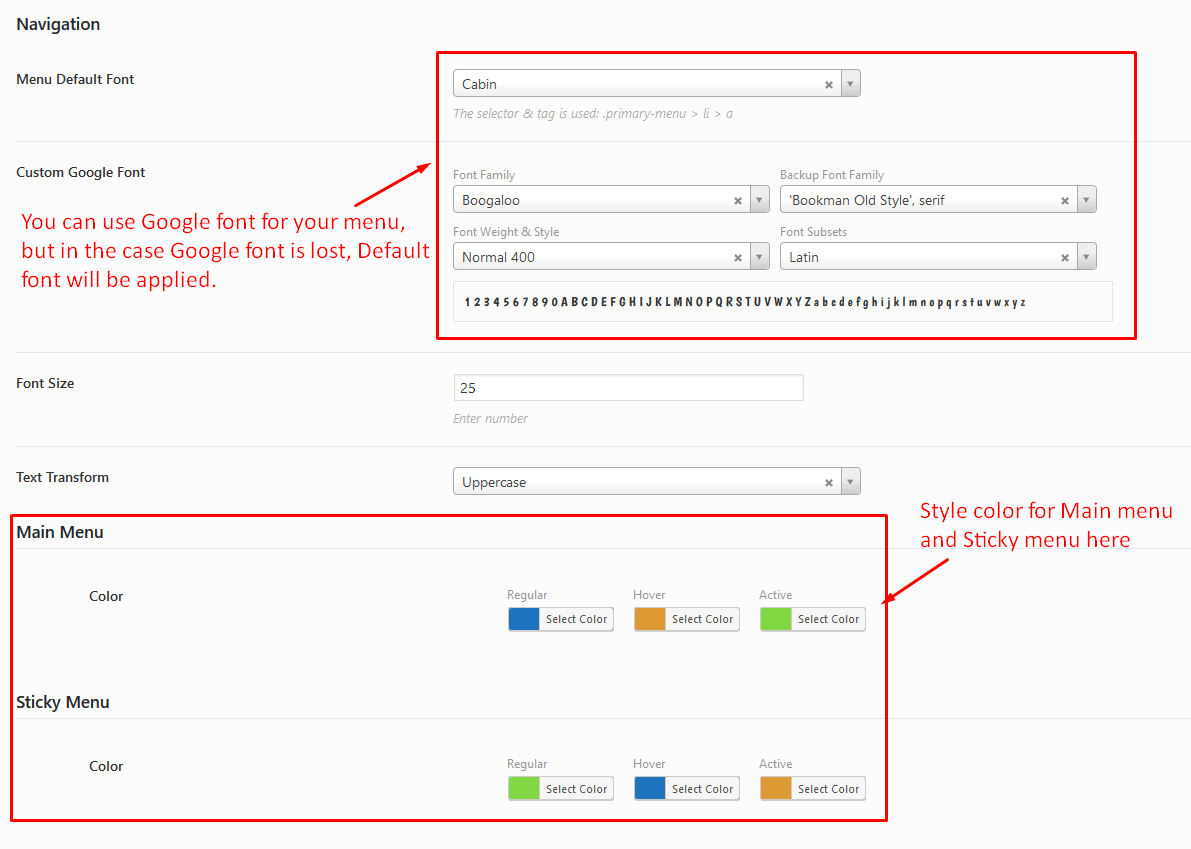 Navigation
Menu Default Font
Cabin
The selector & tag is used: .primary-menu > li > a
Custom Google Font
Font Family
Backup Font Family
Boogaloo
'Bookman Old Style', serif
Font Weight & Style
Font Subsets
Normal 400
Latin
1 2 3 4 5 6 7 8 9 0 A B C D E F G H I J K L M N O P Q R S T U V W X Y Z a b c d e f g h i j k l m n o p q r s t u v w x y z
You can use Google font for your menu,
but in the case Google font is lost, Default
font will be applied.
Font Size
25
Enter number
Text Transform
Uppercase
Style color for Main menu
and Sticky menu here
Main Menu
Color
Regular
Hover
Active
Select Color
Select Color
Select Color
Sticky Menu
Color
Regular
Hover
Active
Select Color
Select Color
Select Color